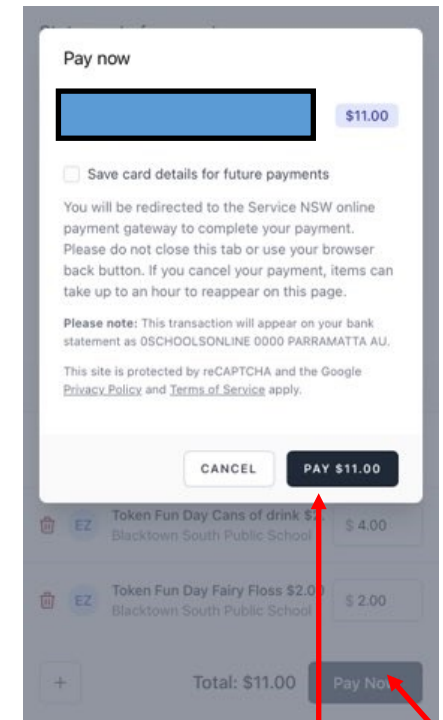 Pay now
$11.00
Save card details for future payments
You will be redirected to the Service NSW online
payment gateway to complete your payment.
Please do not close this tab or use your browser
back button. If you cancel your payment, items can
take up to an hour to reappear on this page.
Please note: This transaction will appear on your bank
statement as 0SCHOOLSONLINE 0000 PARRAMATTA AU.
This site is protected by reCAPTCHA and the Google
Privacy Policy and Terms of Service apply.
CANCEL PAY $11.00
EZ Token Fun Day Cans of drink $ $ 4.00
Blacktown South Public School
EZ Token Fun Day Fairy Floss $2.00 $ 2.00
Blacktown South Public School
+ Total: $11.00 Pay Now